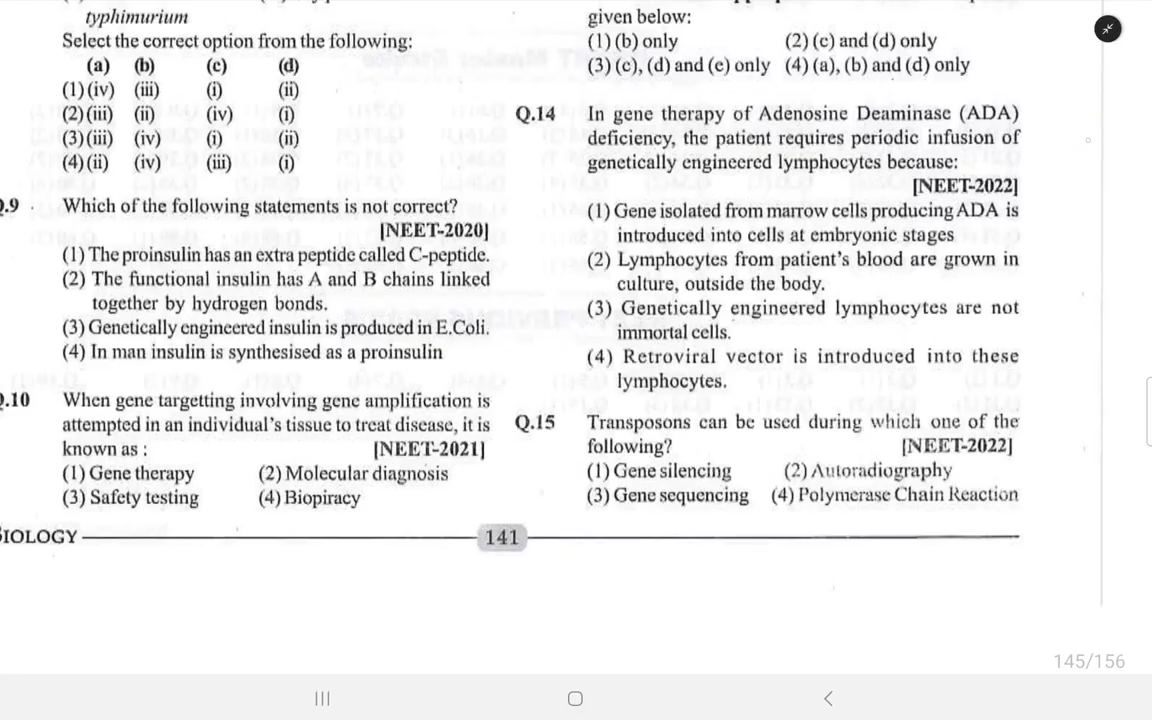 typhimurium
Select the correct option from the following:
(a) (b) (c) (d)
(1) (iv) (iii) (i) (ii)
(2) (iii) (ii) (iv) (i)
(3) (iii) (iv) (i) (ii)
(4) (ii) (iv) (iii) (i)
Q.9 Which of the following statements is not correct?
[NEET-2020]
(1) The proinsulin has an extra peptide called C-peptide.
(2) The functional insulin has A and B chains linked
together by hydrogen bonds.
(3) Genetically engineered insulin is produced in E.Coli.
(4) In man insulin is synthesised as a proinsulin
Q.10 When gene targetting involving gene amplification is
attempted in an individual's tissue to treat disease, it is
known as : [NEET-2021]
(1) Gene therapy (2) Molecular diagnosis
(3) Safety testing (4) Biopiracy
given below:
(1) (b) only (2) (c) and (d) only
(3) (c), (d) and (e) only (4) (a), (b) and (d) only
Q.14 In gene therapy of Adenosine Deaminase (ADA)
deficiency, the patient requires periodic infusion of
genetically engineered lymphocytes because:
[NEET-2022]
(1) Gene isolated from marrow cells producing ADA is
introduced into cells at embryonic stages
(2) Lymphocytes from patient's blood are grown in
culture, outside the body.
(3) Genetically engineered lymphocytes are not
immortal cells.
(4) Retroviral vector is introduced into these
lymphocytes.
Q.15 Transposons can be used during which one of the
following? [NEET-2022]
(1) Gene silencing (2) Autoradiography
(3) Gene sequencing (4) Polymerase Chain Reaction
BIOLOGY 141
145/156